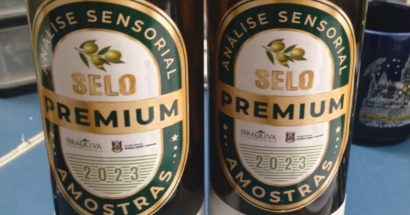 ANÁLISE SENSORIAL
SELO
PREMIUM
IBRAOLIVA
2023
AMOSTRAS
ANÁLISE SENSORIAL
SELO
PREMIUM
IBRAOLIVA
2023
AMOSTRAS